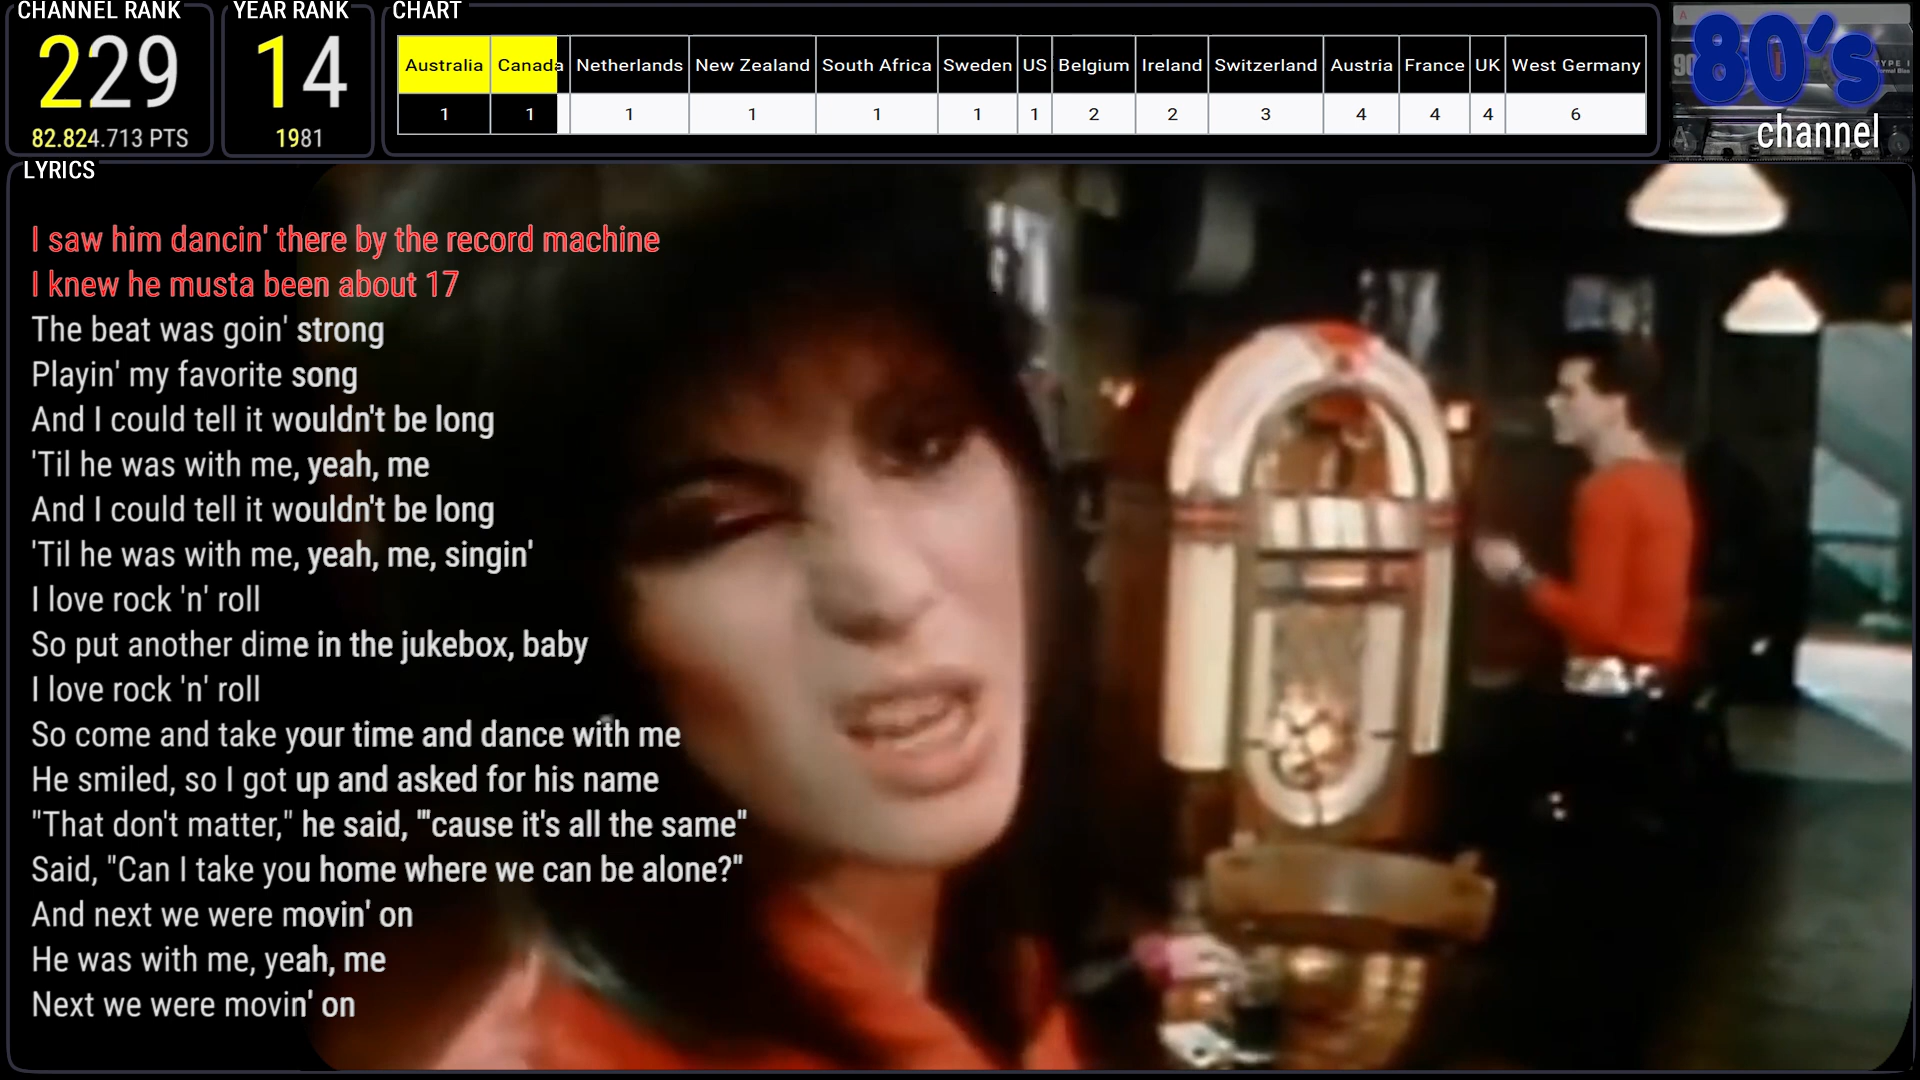 CHANNEL RANK
229
82.824.713 PTS
YEAR RANK
14
1981
CHART
Australia Canada Netherlands New Zealand South Africa Sweden US Belgium Ireland Switzerland Austria France UK West Germany
1 1 1 1 1 1 1 2 2 3 4 4 4 6
80's
channel
LYRICS
I saw him dancin' there by the record machine
I knew he musta been about 17
The beat was goin' strong
Playin' my favorite song
And I could tell it wouldn't be long
'Til he was with me, yeah, me
And I could tell it wouldn't be long
'Til he was with me, yeah, me, singin'
I love rock 'n' roll
So put another dime in the jukebox, baby
I love rock 'n' roll
So come and take your time and dance with me
He smiled, so I got up and asked for his name
"That don't matter," he said, "'cause it's all the same"
Said, "Can I take you home where we can be alone?"
And next we were movin' on
He was with me, yeah, me
Next we were movin' on